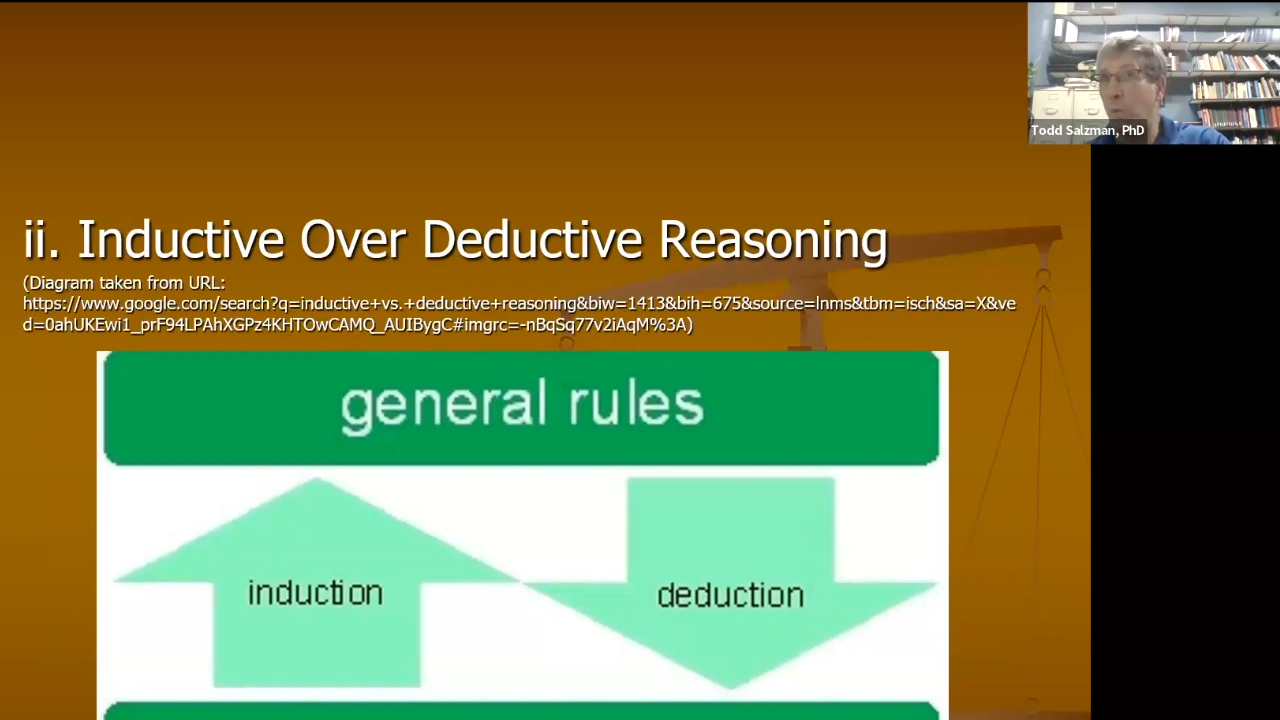 Todd Salzman, PhD
ii. Inductive Over Deductive Reasoning
(Diagram taken from URL:
https://www.google.com/search?q=inductive+vs.+deductive+reasoning&biw=1413&bih=675&source=lnms&tbm=isch&sa=X&ve
d=0ahUKEwi1_prF94LPAhXGPz4KHTOwCAMQ_AUIBygC#imgrc=-nBqSq77v2iAqM%3A)
general rules
induction
deduction